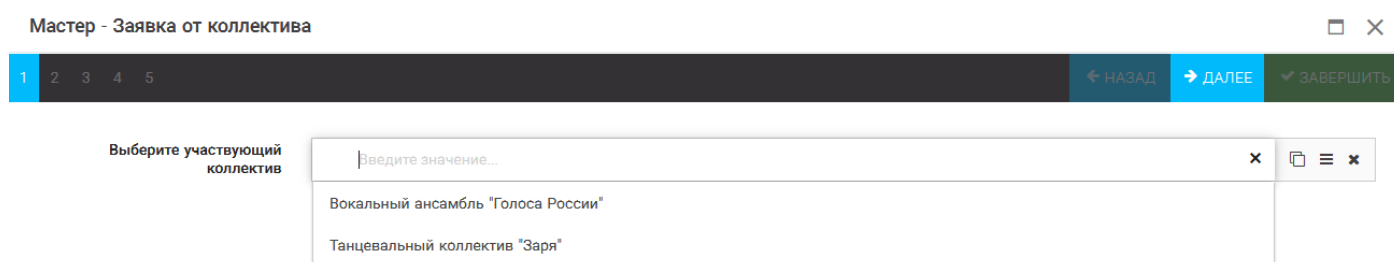 Мастер - Заявка от коллектива
1 2 3 4 5 НАЗАД ДАЛЕЕ ЗАВЕРШИТЬ
Выберите участвующий
коллектив
Введите значение...
Вокальный ансамбль "Голоса России"
Танцевальный коллектив "Заря"